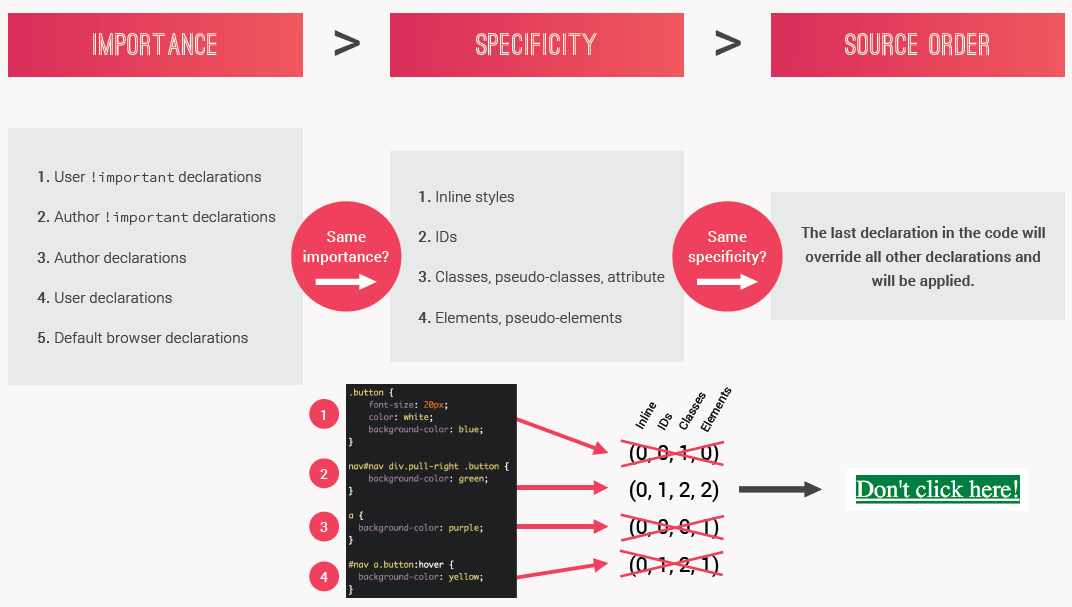 IMPORTANCE
>
SPECIFICITY
>
SOURCE ORDER
1. User !important declarations
2. Author !important declarations
3. Author declarations
4. User declarations
5. Default browser declarations
Same
importance?
1. Inline styles
2. IDs
3. Classes, pseudo-classes, attribute
4. Elements, pseudo-elements
Same
specificity?
The last declaration in the code will
override all other declarations and
will be applied.
1
.button {
font-size: 20px;
color: white;
background-color: blue;
}
2
nav#nav div.pull-right .button {
background-color: green;
}
3
a {
background-color: purple;
}
4
#nav a.button:hover {
background-color: yellow;
}
Inline
IDs
Classes
Elements
(0, 0, 1, 0)
(0, 1, 2, 2)
(0, 0, 0, 1)
(0, 1, 2, 1)
Don't click here!